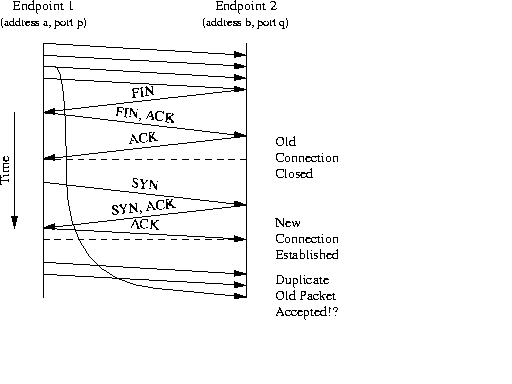 Endpoint 1
(address a, port p)
Endpoint 2
(address b, port q)
FIN
FIN, ACK
ACK
Old
Connection
Closed
Time
SYN
SYN, ACK
ACK
New
Connection
Established
Duplicate
Old Packet
Accepted!?